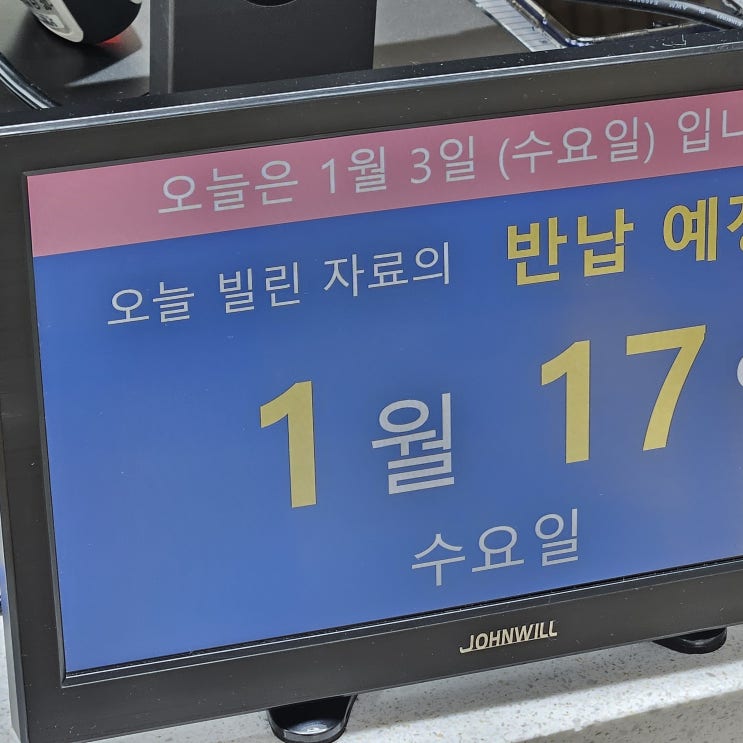 오늘은 1월 3일 (수요일) 입
오늘 빌린 자료의 반납 예
1월 17
수요일
JOHNWILL